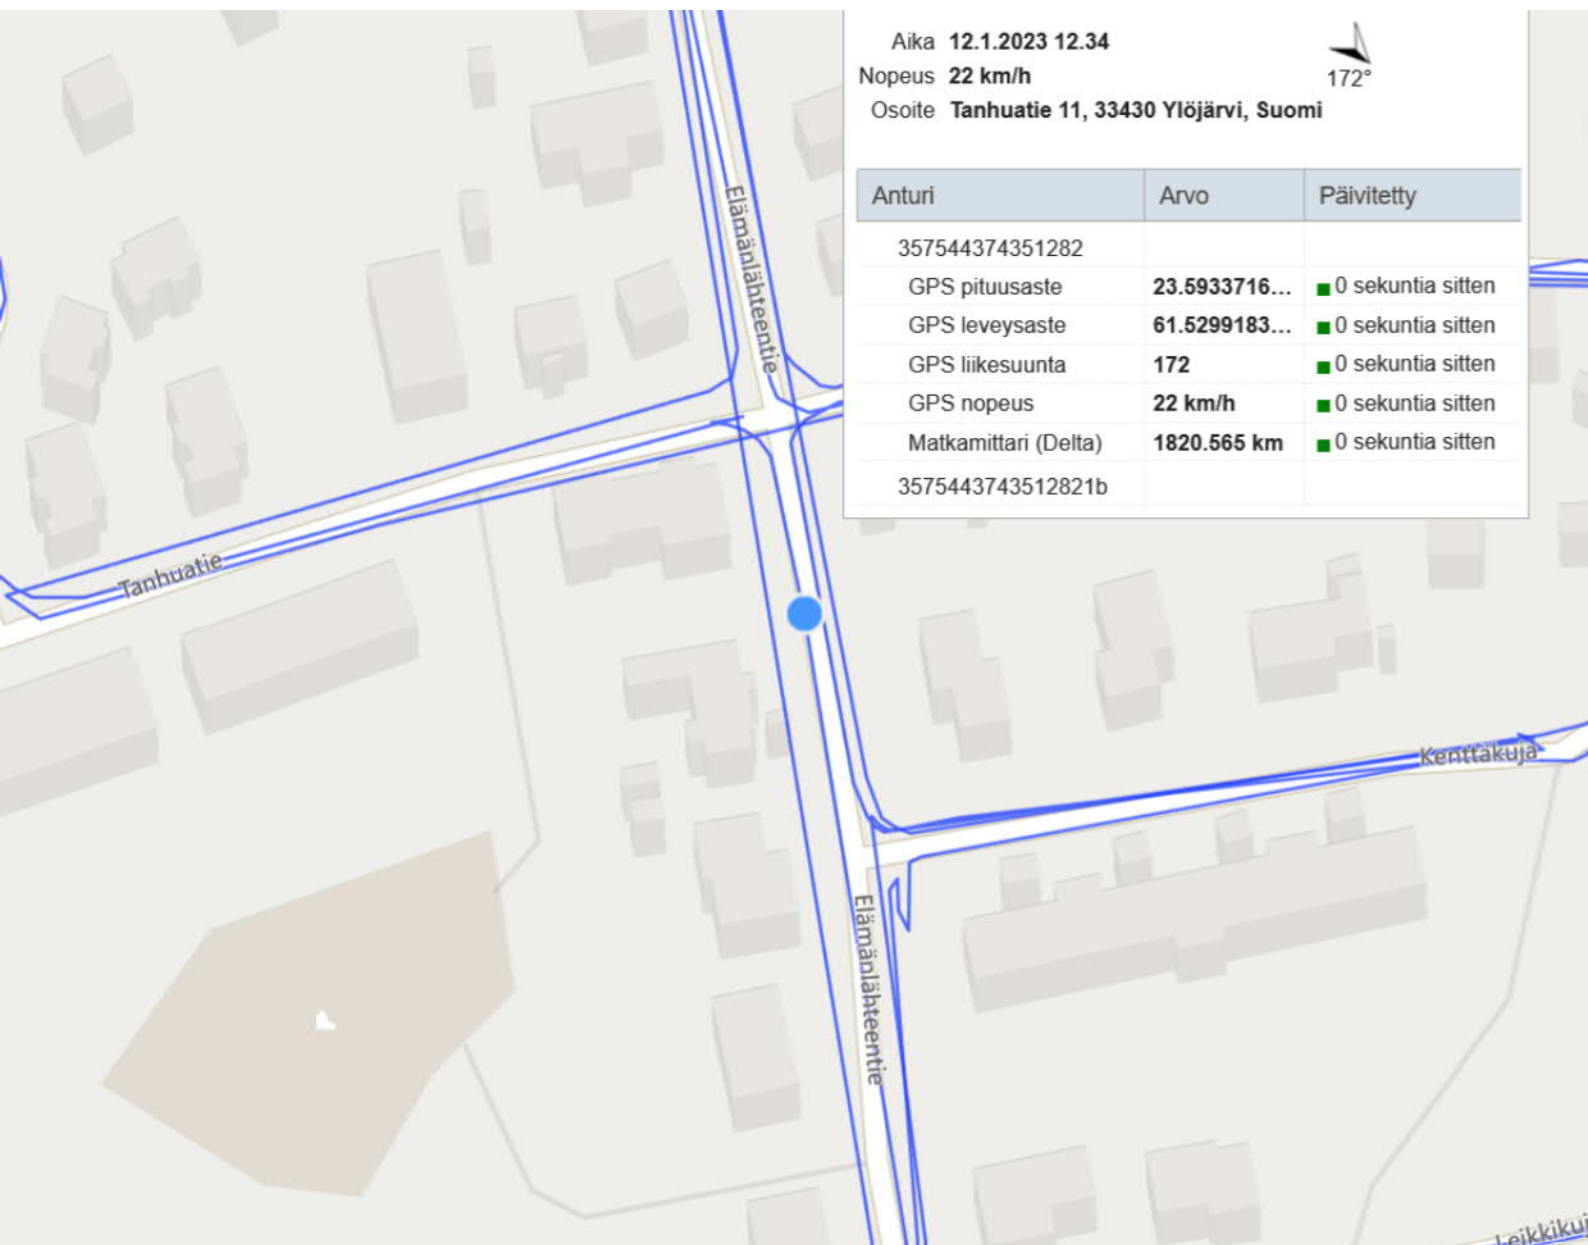 Aika 12.1.2023 12.34
172°
Nopeus 22 km/h
Osoite Tanhuatie 11, 33430 Ylöjärvi, Suomi
Anturi Arvo Päivitetty
357544374351282
GPS pituusaste 23.5933716... 0 sekuntia sitten
GPS leveysaste 61.5299183... 0 sekuntia sitten
GPS liikesuunta 172 0 sekuntia sitten
GPS nopeus 22 km/h 0 sekuntia sitten
Matkamittari (Delta) 1820.565 km 0 sekuntia sitten
3575443743512821b
Elämänlähteentie
Tanhuatie
Kenttäkuja
Elämänlähteentie
Leikkikuj